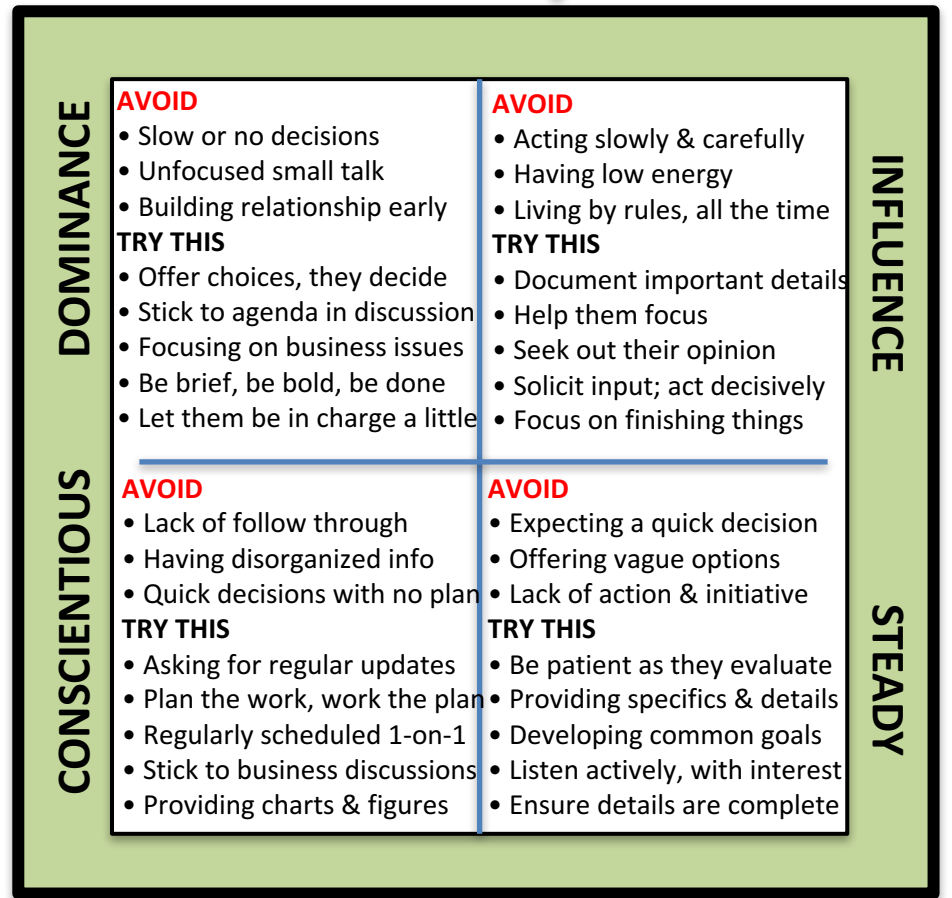 DOMINANCE
AVOID
• Slow or no decisions
• Unfocused small talk
• Building relationship early
TRY THIS
• Offer choices, they decide
• Stick to agenda in discussion
• Focusing on business issues
• Be brief, be bold, be done
• Let them be in charge a little
INFLUENCE
AVOID
• Acting slowly & carefully
• Having low energy
• Living by rules, all the time
TRY THIS
• Document important details
• Help them focus
• Seek out their opinion
• Solicit input; act decisively
• Focus on finishing things
CONSCIENTIOUS
AVOID
• Lack of follow through
• Having disorganized info
• Quick decisions with no plan
TRY THIS
• Asking for regular updates
• Plan the work, work the plan
• Regularly scheduled 1-on-1
• Stick to business discussions
• Providing charts & figures
STEADY
AVOID
• Expecting a quick decision
• Offering vague options
• Lack of action & initiative
TRY THIS
• Be patient as they evaluate
• Providing specifics & details
• Developing common goals
• Listen actively, with interest
• Ensure details are complete